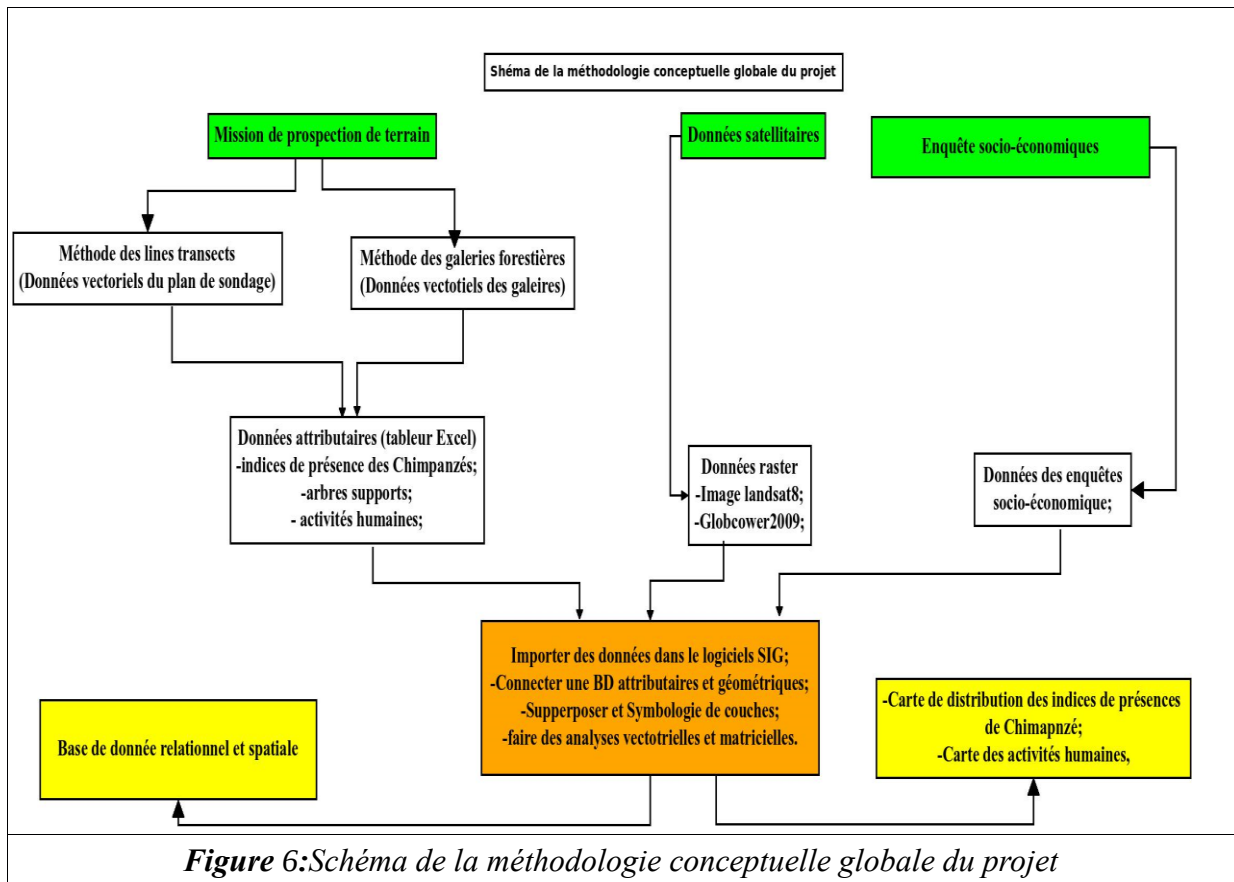 Shéma de la méthodologie conceptuelle globale du projet
Mission de prospection de terrain
Données satellitaires
Enquête socio-économiques
Méthode des lines transects
(Données vectoriels du plan de sondage)
Méthode des galeries forestières
(Données vectotiels des galeires)
Données attributaires (tableur Excel)
-indices de présence des Chimpanzés;
-arbres supports;
- activités humaines;
Données raster
-Image landsat8;
-Globcower2009;
Données des enquêtes
socio-économique;
Importer des données dans le logiciels SIG;
-Connecter une BD attributaires et géométriques;
-Supperposer et Symbologie de couches;
-faire des analyses vectotrielles et matricielles.
Base de donnée relationnel et spatiale
-Carte de distribution des indices de présences
de Chimapnzé;
-Carte des activités humaines,
Figure 6:Schéma de la méthodologie conceptuelle globale du projet